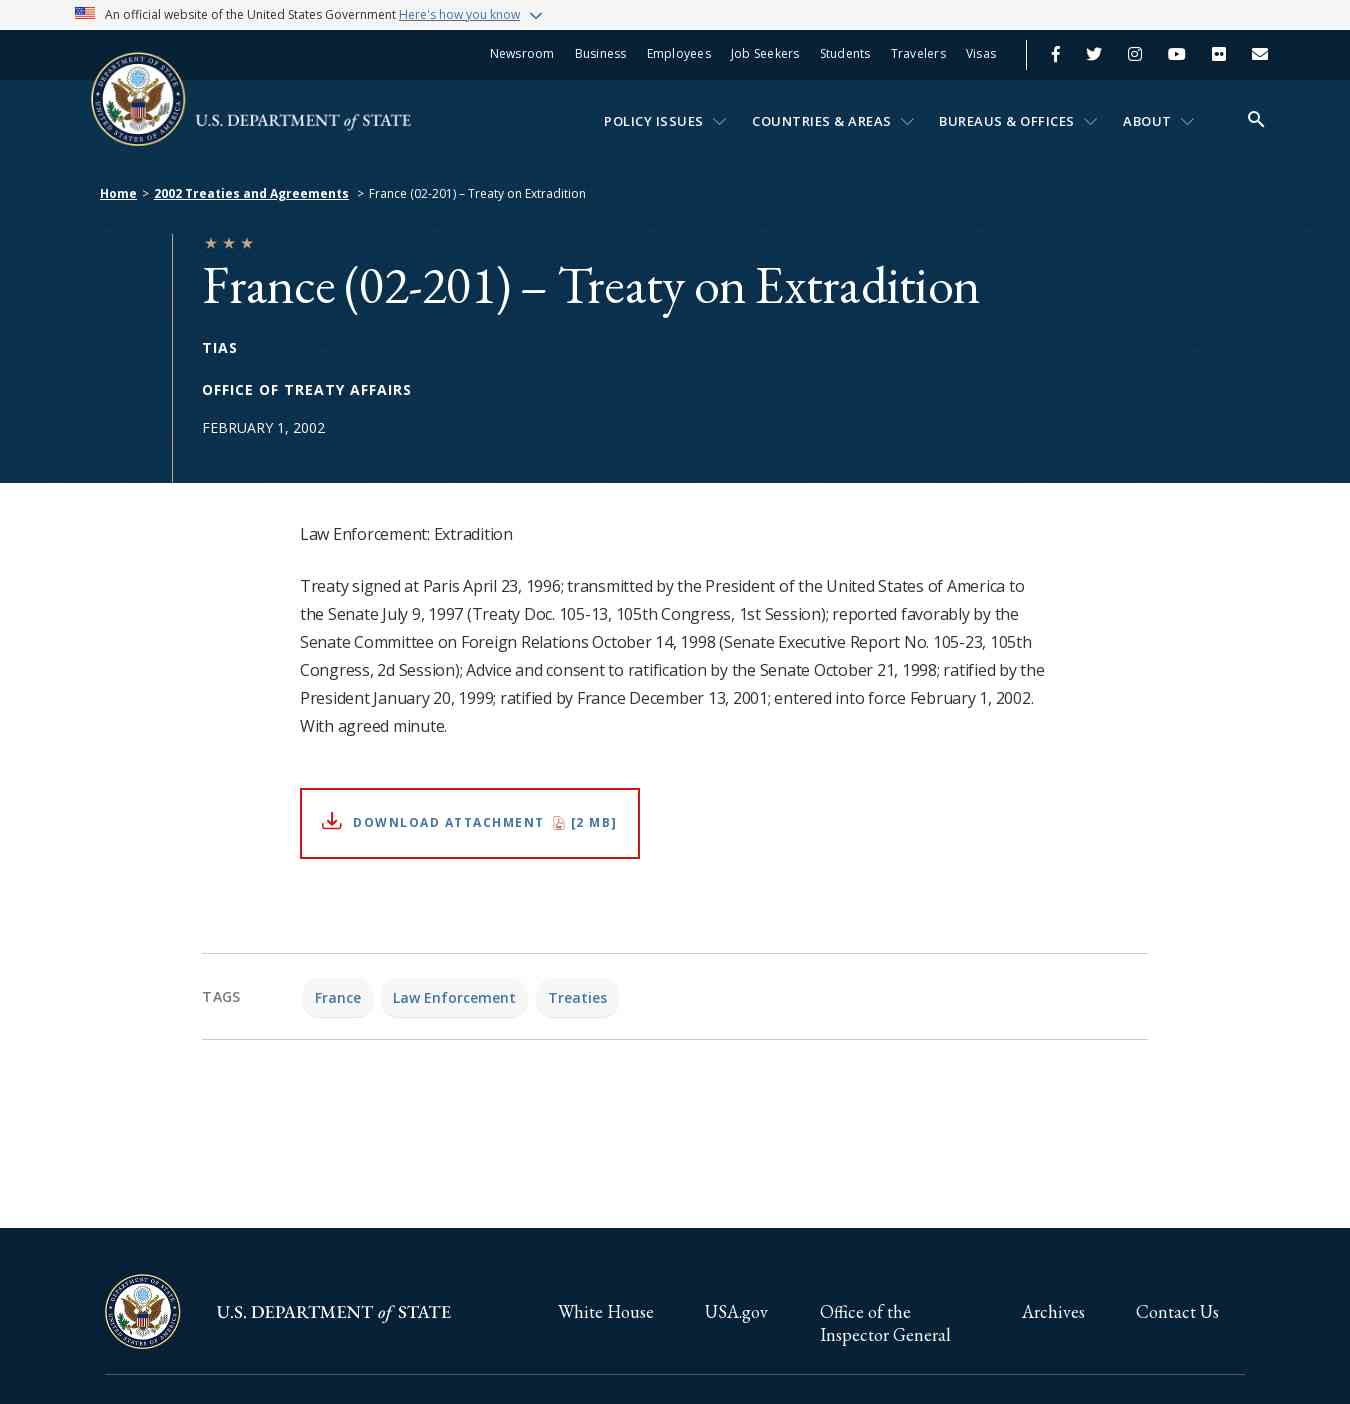 An official website of the United States Government Here's how you know
Newsroom Business Employees Job Seekers Students Travelers Visas
U.S. DEPARTMENT of STATE
POLICY ISSUES COUNTRIES & AREAS BUREAUS & OFFICES ABOUT
Home > 2002 Treaties and Agreements > France (02-201) – Treaty on Extradition
France (02-201) – Treaty on Extradition
TIAS
OFFICE OF TREATY AFFAIRS
FEBRUARY 1, 2002
Law Enforcement: Extradition
Treaty signed at Paris April 23, 1996; transmitted by the President of the United States of America to
the Senate July 9, 1997 (Treaty Doc. 105-13, 105th Congress, 1st Session); reported favorably by the
Senate Committee on Foreign Relations October 14, 1998 (Senate Executive Report No. 105-23, 105th
Congress, 2d Session); Advice and consent to ratification by the Senate October 21, 1998; ratified by the
President January 20, 1999; ratified by France December 13, 2001; entered into force February 1, 2002.
With agreed minute.
DOWNLOAD ATTACHMENT [2 MB]
TAGS France Law Enforcement Treaties
DEPARTMENT OF STATE
UNITED STATES OF AMERICA
U.S. DEPARTMENT of STATE
White House USA.gov Office of the Archives Contact Us
Inspector General